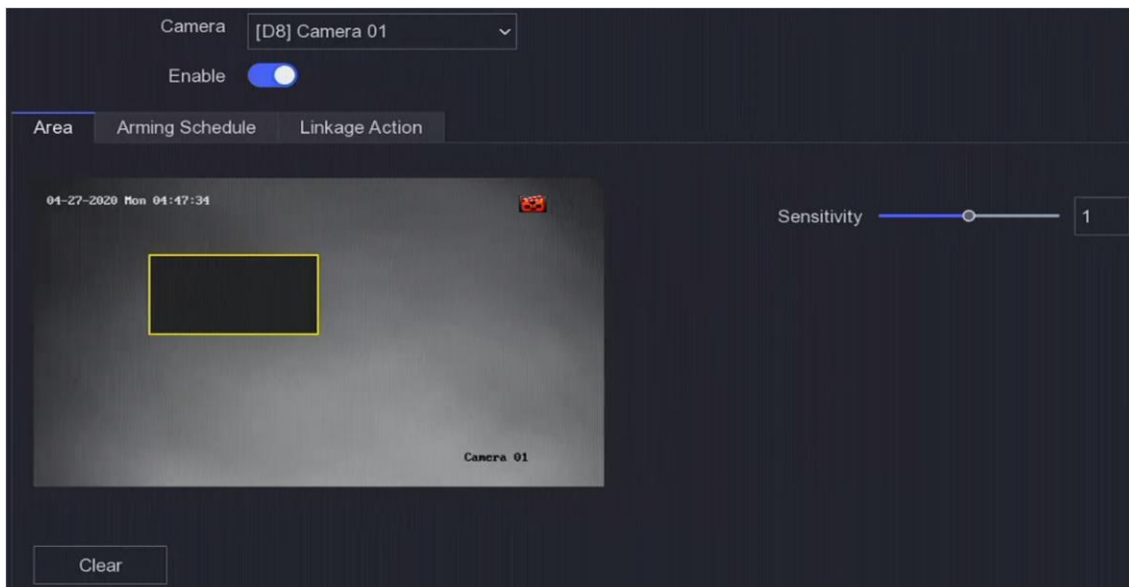 Camera [D8] Camera 01
Enable
Area Arming Schedule Linkage Action
04-27-2020 Mon 04:47:34
Sensitivity 1
Camera 01
Clear